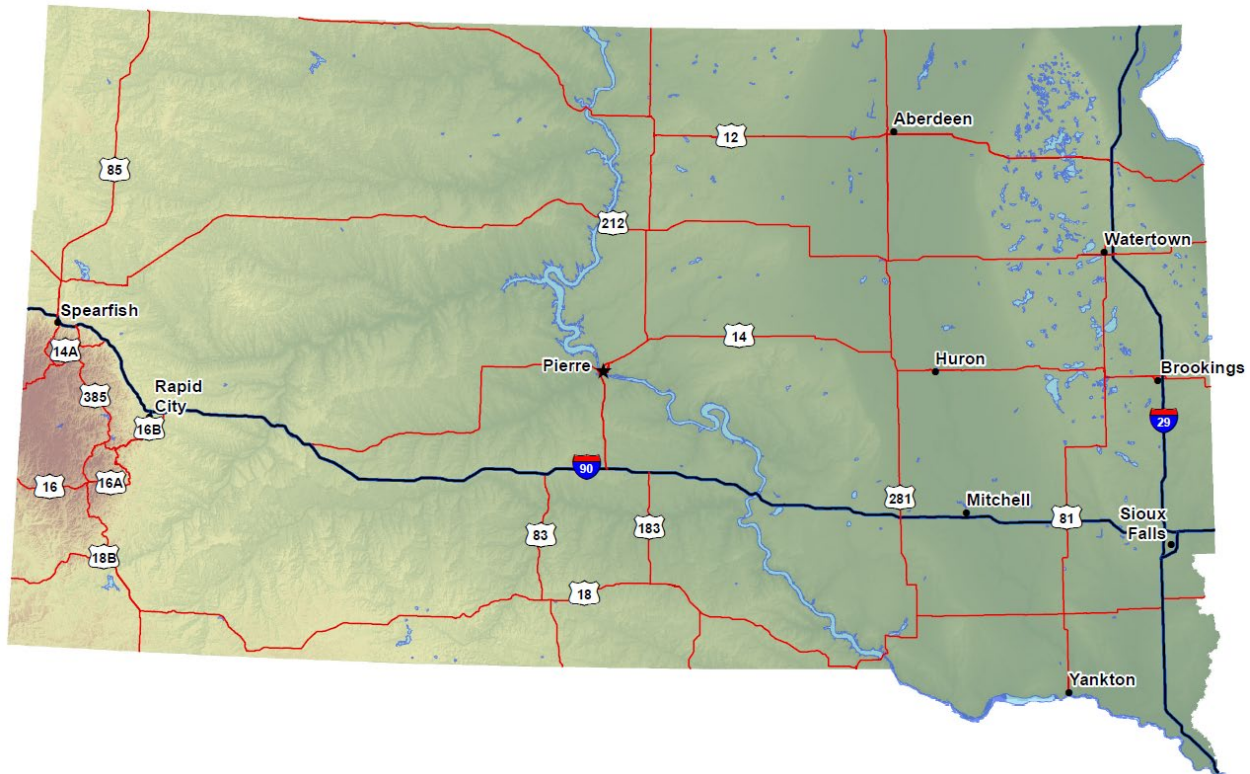 Aberdeen
12
85
212
Watertown
Spearfish
14
14A
Pierre
Huron
Brookings
385
Rapid
City
16B
29
90
16
16A
281
Mitchell
81
Sioux
Falls
83
183
18B
18
Yankton